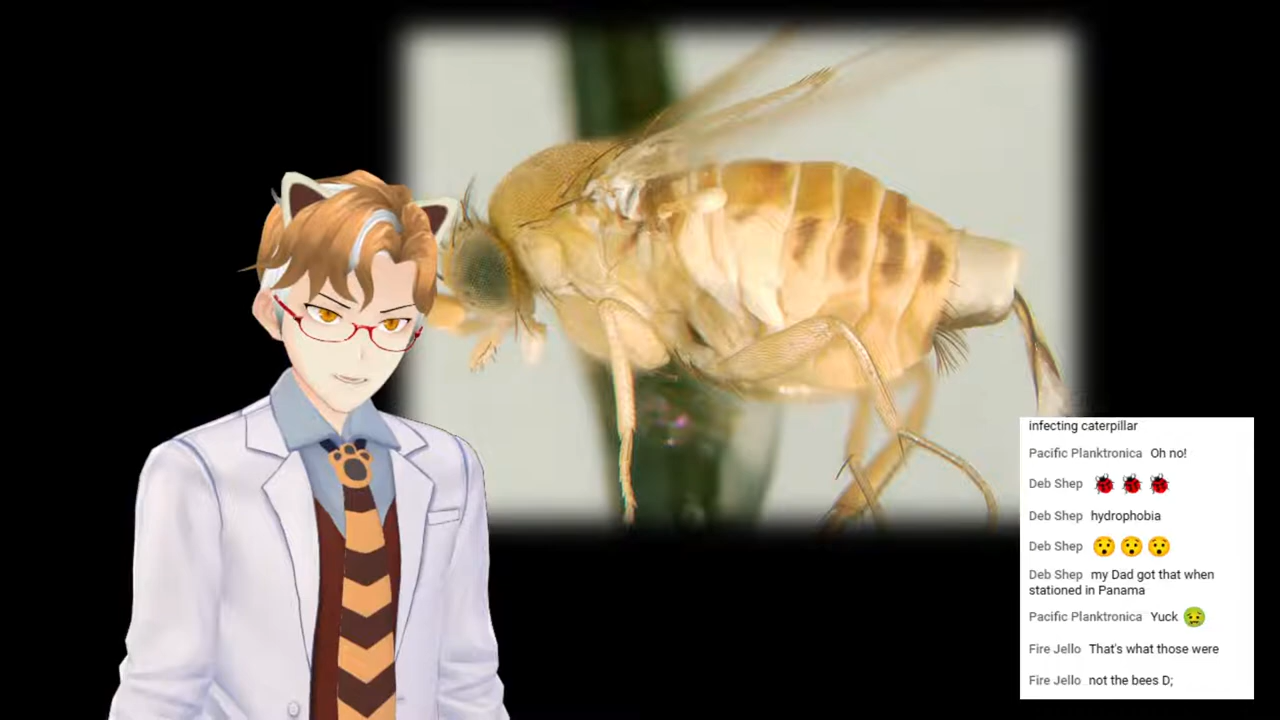 infecting caterpillar
Pacific Planktronica Oh no!
Deb Shep 🐞 🐞 🐞
Deb Shep hydrophobia
Deb Shep 😯 😯 😯
Deb Shep my Dad got that when
stationed in Panama
Pacific Planktronica Yuck 🤢
Fire Jello That's what those were
Fire Jello not the bees D;